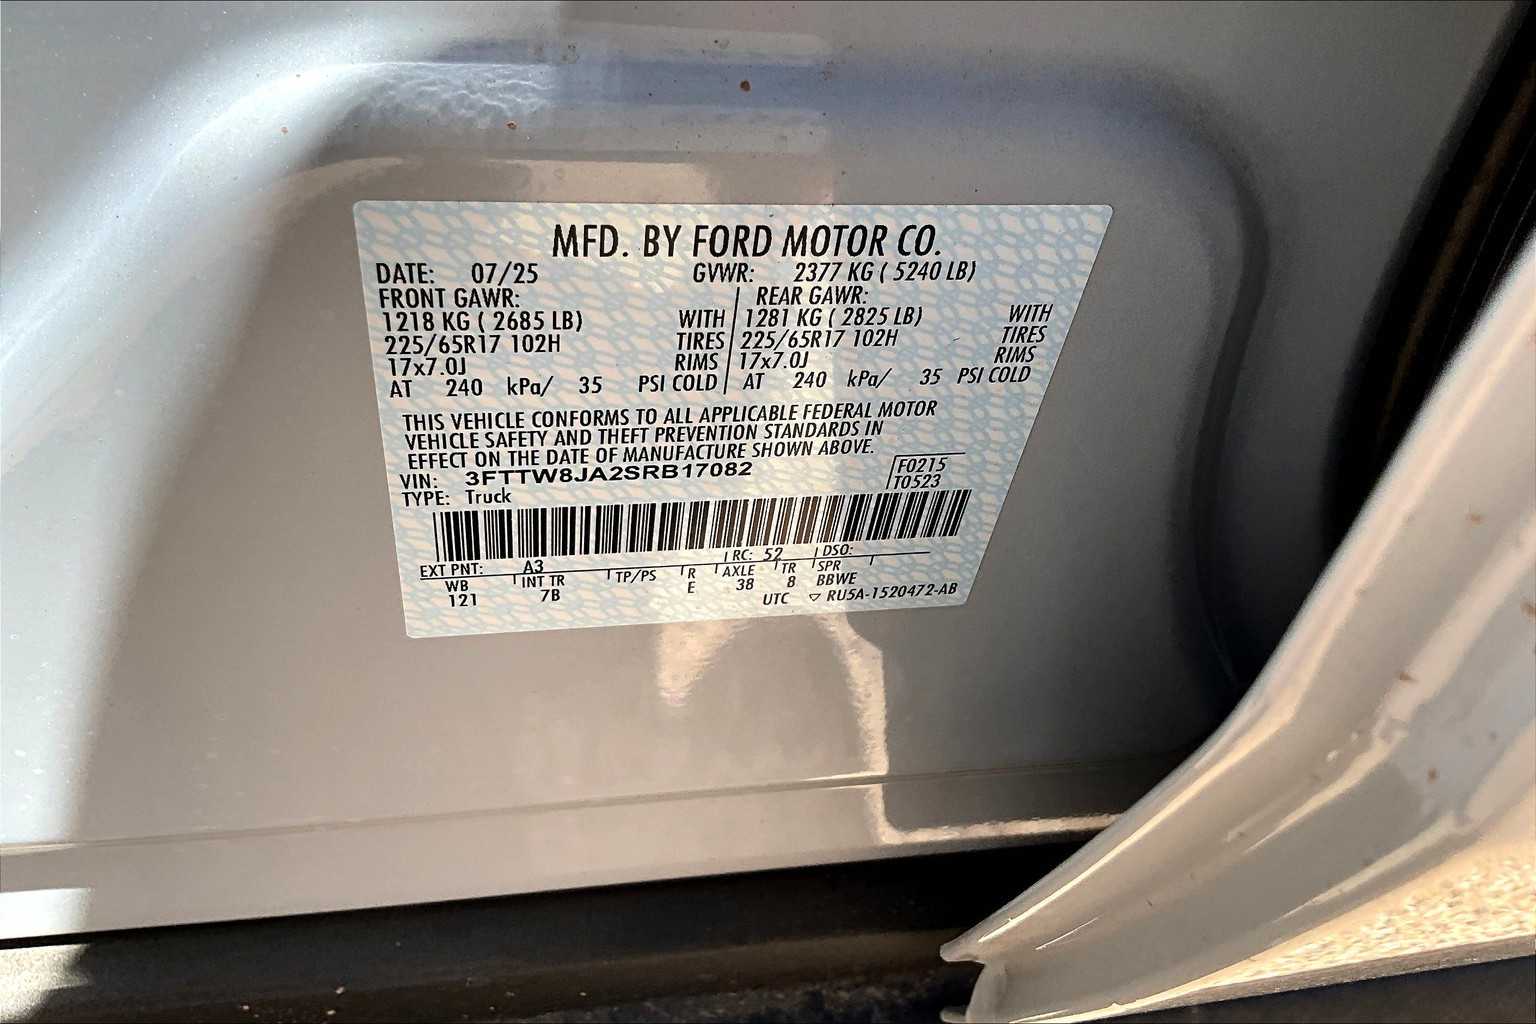 MFD. BY FORD MOTOR CO.
DATE: 07/25 GVWR: 2377 KG ( 5240 LB)
FRONT GAWR: REAR GAWR:
1218 KG ( 2685 LB) WITH 1281 KG ( 2825 LB) WITH
225/65R17 102H TIRES 225/65R17 102H TIRES
17x7.0J RIMS 17x7.0J RIMS
AT 240 kPa/ 35 PSI COLD AT 240 kPa/ 35 PSI COLD
THIS VEHICLE CONFORMS TO ALL APPLICABLE FEDERAL MOTOR
VEHICLE SAFETY AND THEFT PREVENTION STANDARDS IN
EFFECT ON THE DATE OF MANUFACTURE SHOWN ABOVE.
VIN: 3FTTW8JA2SRB17082 F0215
TYPE: Truck T0523
EXT PNT: A3 RC: 52 DSO:
WB INT TR TP/PS R AXLE TR SPR
121 7B E 38 8 BBWE
UTC ▽ RU5A-1520472-AB